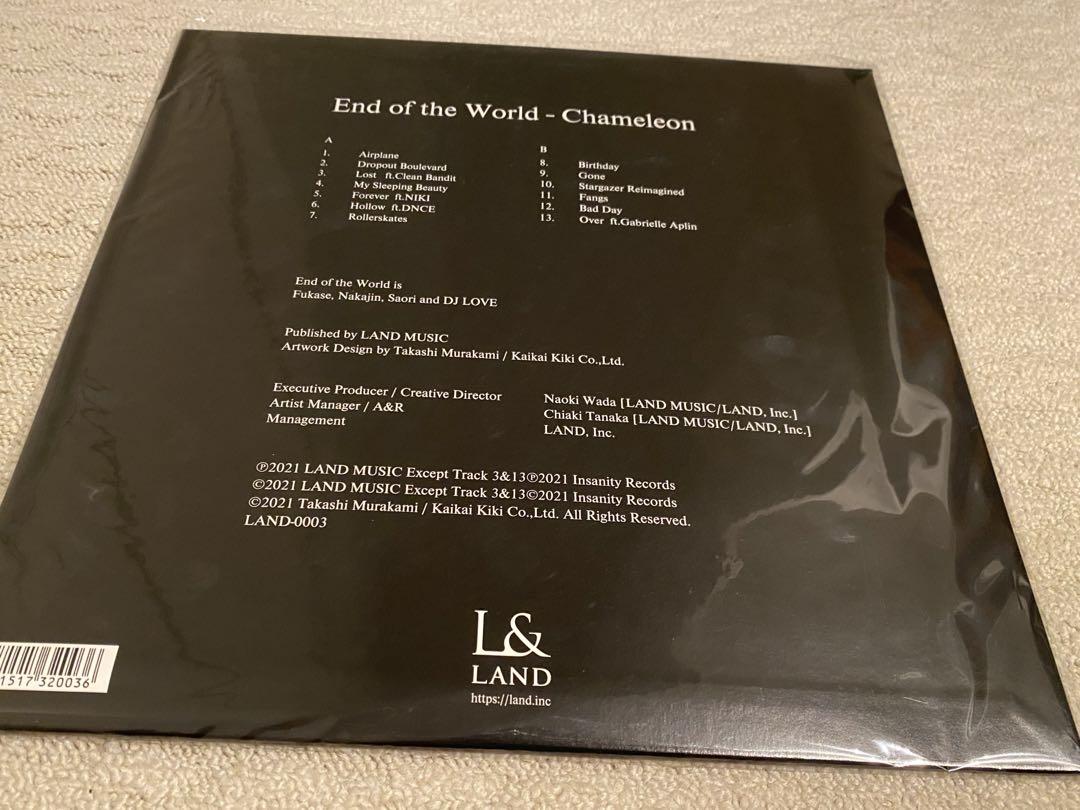 End of the World - Chameleon
A
1. Airplane
2. Dropout Boulevard
3. Lost ft.Clean Bandit
4. My Sleeping Beauty
5. Forever ft.NIKI
6. Hollow ft.DNCE
7. Rollerskates
B
8. Birthday
9. Gone
10. Stargazer Reimagined
11. Fangs
12. Bad Day
13. Over ft.Gabrielle Aplin
End of the World is
Fukase, Nakajin, Saori and DJ LOVE
Published by LAND MUSIC
Artwork Design by Takashi Murakami / Kaikai Kiki Co.,Ltd.
Executive Producer / Creative Director Naoki Wada [LAND MUSIC/LAND, Inc.]
Artist Manager / A&R Chiaki Tanaka [LAND MUSIC/LAND, Inc.]
Management LAND, Inc.
℗2021 LAND MUSIC Except Track 3&13℗2021 Insanity Records
©2021 LAND MUSIC Except Track 3&13©2021 Insanity Records
©2021 Takashi Murakami / Kaikai Kiki Co.,Ltd. All Rights Reserved.
LAND-0003
L&
LAND
https://land.inc
1517 320036